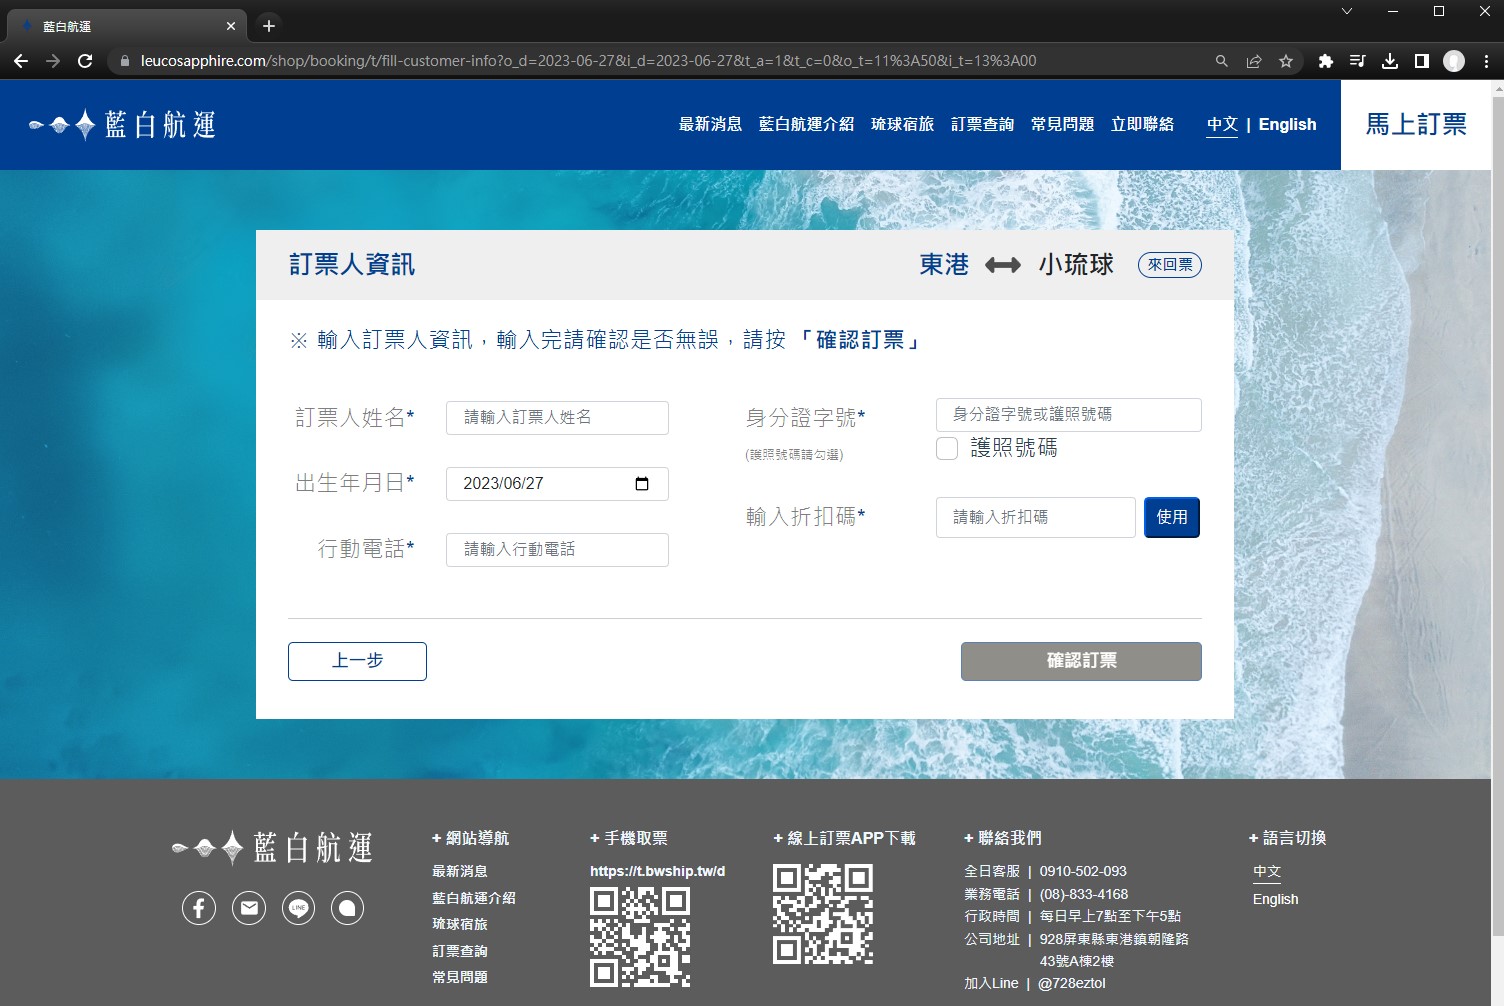 藍白航運
leucosapphire.com/shop/booking/t/fill-customer-info?o_d=2023-06-27&i_d=2023-06-27&t_a=1&t_c=0&o_t=11%3A50&i_t=13%3A00
藍白航運
最新消息 藍白航運介紹 琉球宿旅 訂票查詢 常見問題 立即聯絡 中文 | English
馬上訂票
訂票人資訊
東港 小琉球 來回票
※ 輸入訂票人資訊，輸入完請確認是否無誤，請按「確認訂票」
訂票人姓名* 請輸入訂票人姓名
身分證字號* 身分證字號或護照號碼
(護照號碼請勾選) 護照號碼
出生年月日* 2023/06/27
輸入折扣碼* 請輸入折扣碼 使用
行動電話* 請輸入行動電話
上一步
確認訂票
藍白航運
LINE
+ 網站導航
最新消息
藍白航運介紹
琉球宿旅
訂票查詢
常見問題
+ 手機取票
https://t.bwship.tw/d
+ 線上訂票APP下載
+ 聯絡我們
全日客服 | 0910-502-093
業務電話 | (08)-833-4168
行政時間 | 每日早上7點至下午5點
公司地址 | 928屏東縣東港鎮朝隆路
43號A棟2樓
加入Line | @728eztol
+ 語言切換
中文
English